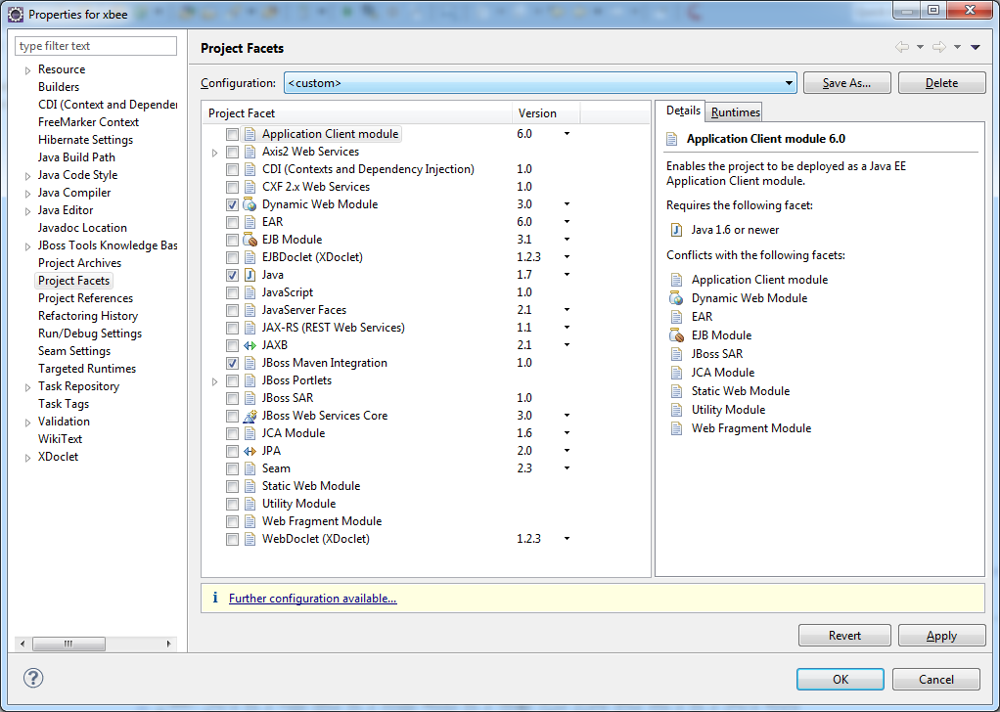 Properties for xbee
type filter text
Resource
Builders
CDI (Context and Depender
FreeMarker Context
Hibernate Settings
Java Build Path
Java Code Style
Java Compiler
Java Editor
Javadoc Location
JBoss Tools Knowledge Bas
Project Archives
Project Facets
Project References
Refactoring History
Run/Debug Settings
Seam Settings
Targeted Runtimes
Task Repository
Task Tags
Validation
WikiText
XDoclet
Project Facets
Configuration: <custom> Save As... Delete
Project Facet Version
Application Client module 6.0
Axis2 Web Services
CDI (Contexts and Dependency Injection) 1.0
CXF 2.x Web Services 1.0
Dynamic Web Module 3.0
EAR 6.0
EJB Module 3.1
EJBDoclet (XDoclet) 1.2.3
Java 1.7
JavaScript 1.0
JavaServer Faces 2.1
JAX-RS (REST Web Services) 1.1
JAXB 2.1
JBoss Maven Integration 1.0
JBoss Portlets
JBoss SAR 1.0
JBoss Web Services Core 3.0
JCA Module 1.6
JPA 2.0
Seam 2.3
Static Web Module
Utility Module
Web Fragment Module
WebDoclet (XDoclet) 1.2.3
Details Runtimes
Application Client module 6.0
Enables the project to be deployed as a Java EE
Application Client module.
Requires the following facet:
Java 1.6 or newer
Conflicts with the following facets:
Application Client module
Dynamic Web Module
EAR
EJB Module
JBoss SAR
JCA Module
Static Web Module
Utility Module
Web Fragment Module
Further configuration available...
Revert Apply
OK Cancel